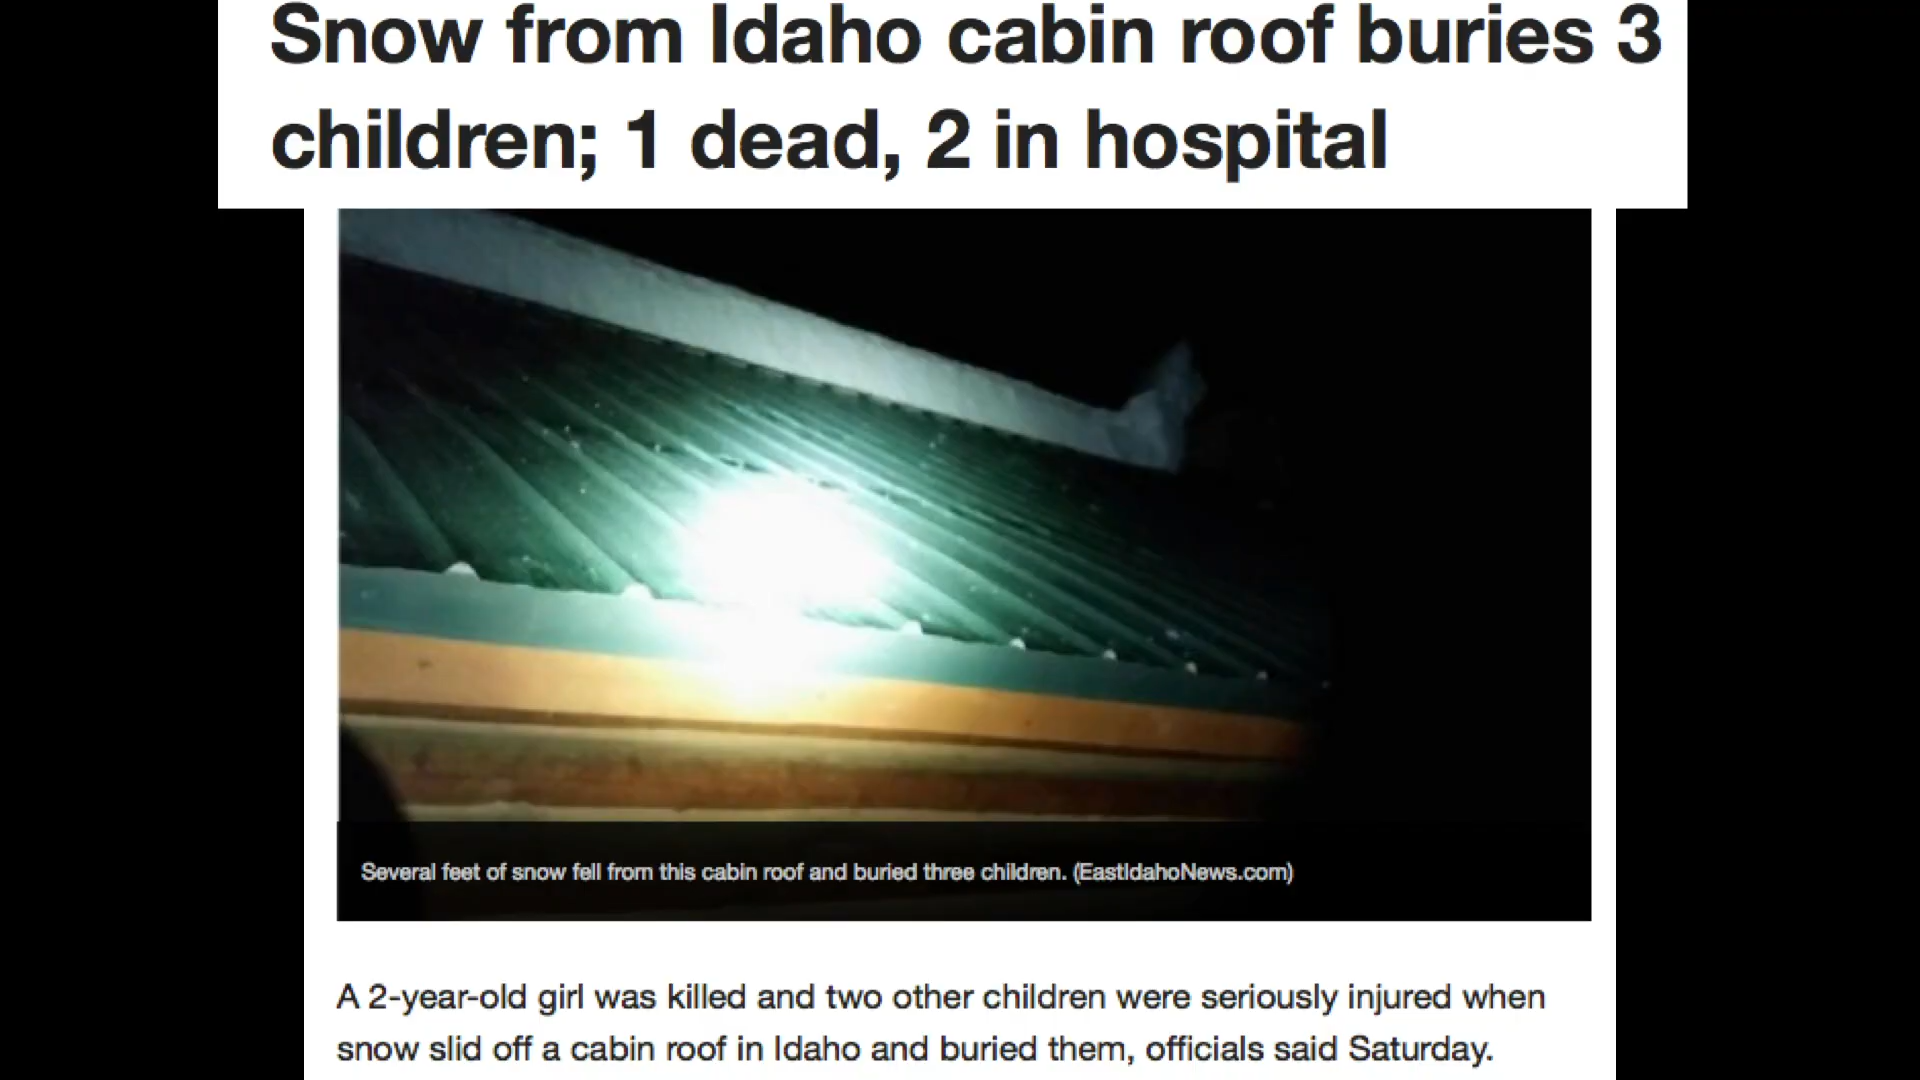 Snow from Idaho cabin roof buries 3
children; 1 dead, 2 in hospital
Several feet of snow fell from this cabin roof and buried three children. (EastIdahoNews.com)
A 2-year-old girl was killed and two other children were seriously injured when
snow slid off a cabin roof in Idaho and buried them, officials said Saturday.